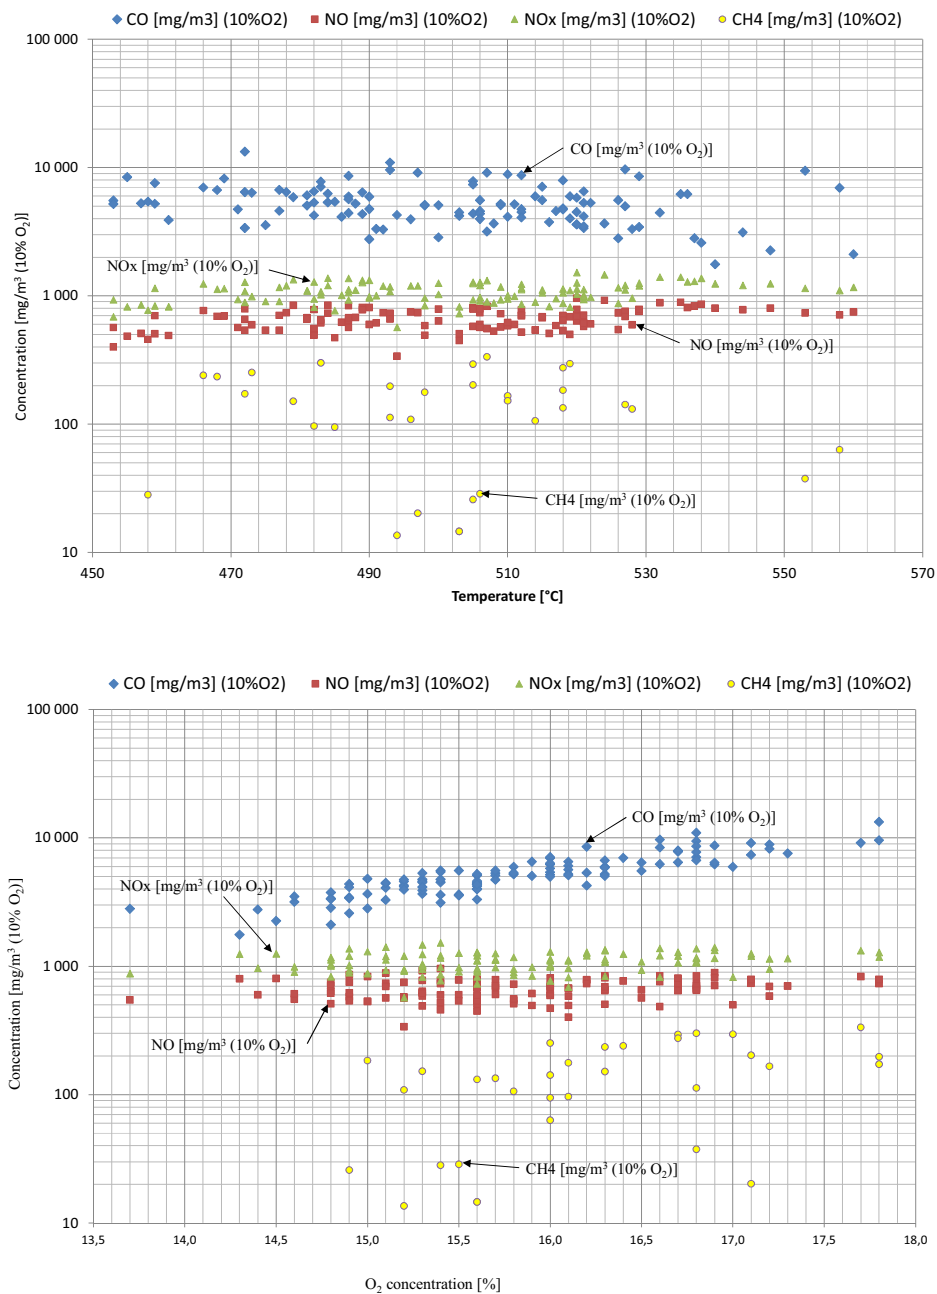 CO [mg/m3] (10%O2) NO [mg/m3] (10%O2) NOx [mg/m3] (10%O2) CH4 [mg/m3] (10%O2)
100 000
10 000
1 000
100
10
Concentration [mg/m³ (10% O₂)]
CO [mg/m³ (10% O₂)]
NOx [mg/m³ (10% O₂)]
NO [mg/m³ (10% O₂)]
CH4 [mg/m³ (10% O₂)]
450 470 490 510 530 550 570
Temperature [°C]
CO [mg/m3] (10%O2) NO [mg/m3] (10%O2) NOx [mg/m3] (10%O2) CH4 [mg/m3] (10%O2)
100 000
10 000
1 000
100
10
Concentration [mg/m³ (10% O₂)]
CO [mg/m³ (10% O₂)]
NOx [mg/m³ (10% O₂)]
NO [mg/m³ (10% O₂)]
CH4 [mg/m³ (10% O₂)]
13,5 14,0 14,5 15,0 15,5 16,0 16,5 17,0 17,5 18,0
O₂ concentration [%]